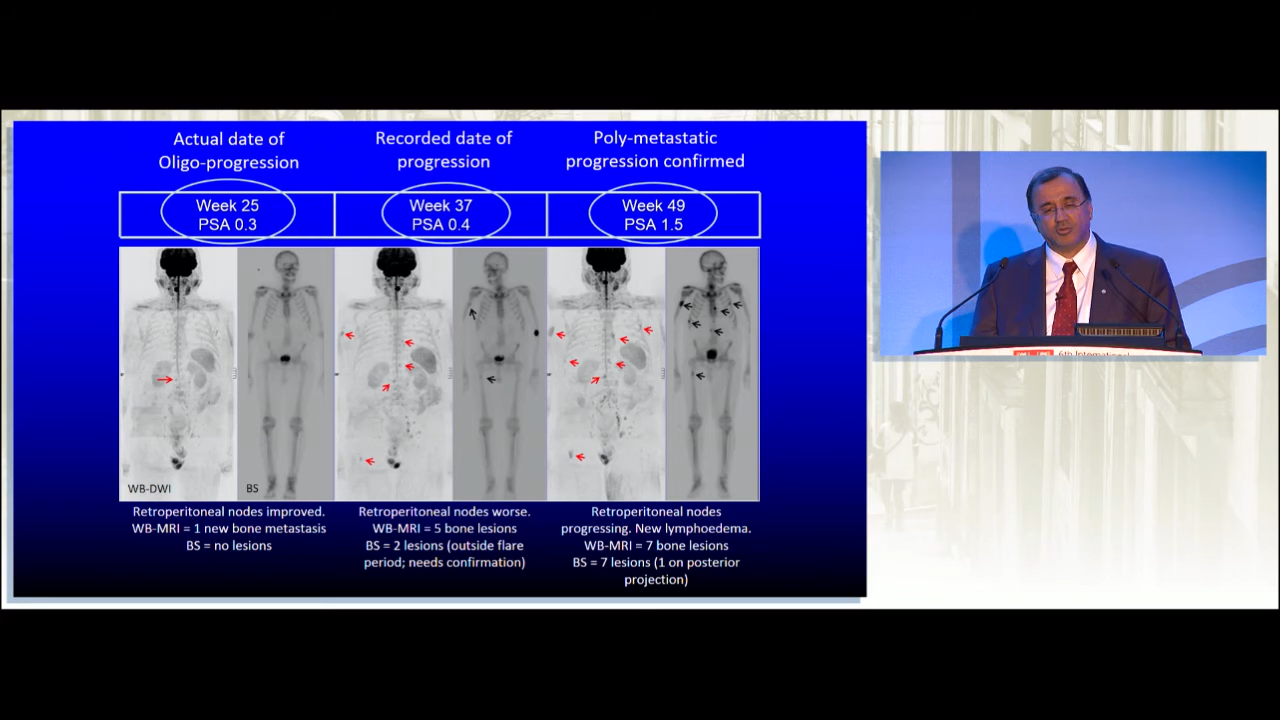 Actual date of
Oligo-progression
Recorded date of
progression
Poly-metastatic
progression confirmed
Week 25
PSA 0.3
Week 37
PSA 0.4
Week 49
PSA 1.5
WB-DWI
BS
Retroperitoneal nodes improved.
WB-MRI = 1 new bone metastasis
BS = no lesions
Retroperitoneal nodes worse.
WB-MRI = 5 bone lesions
BS = 2 lesions (outside flare
period; needs confirmation)
Retroperitoneal nodes
progressing. New lymphoedema.
WB-MRI = 7 bone lesions
BS = 7 lesions (1 on posterior
projection)
6th International